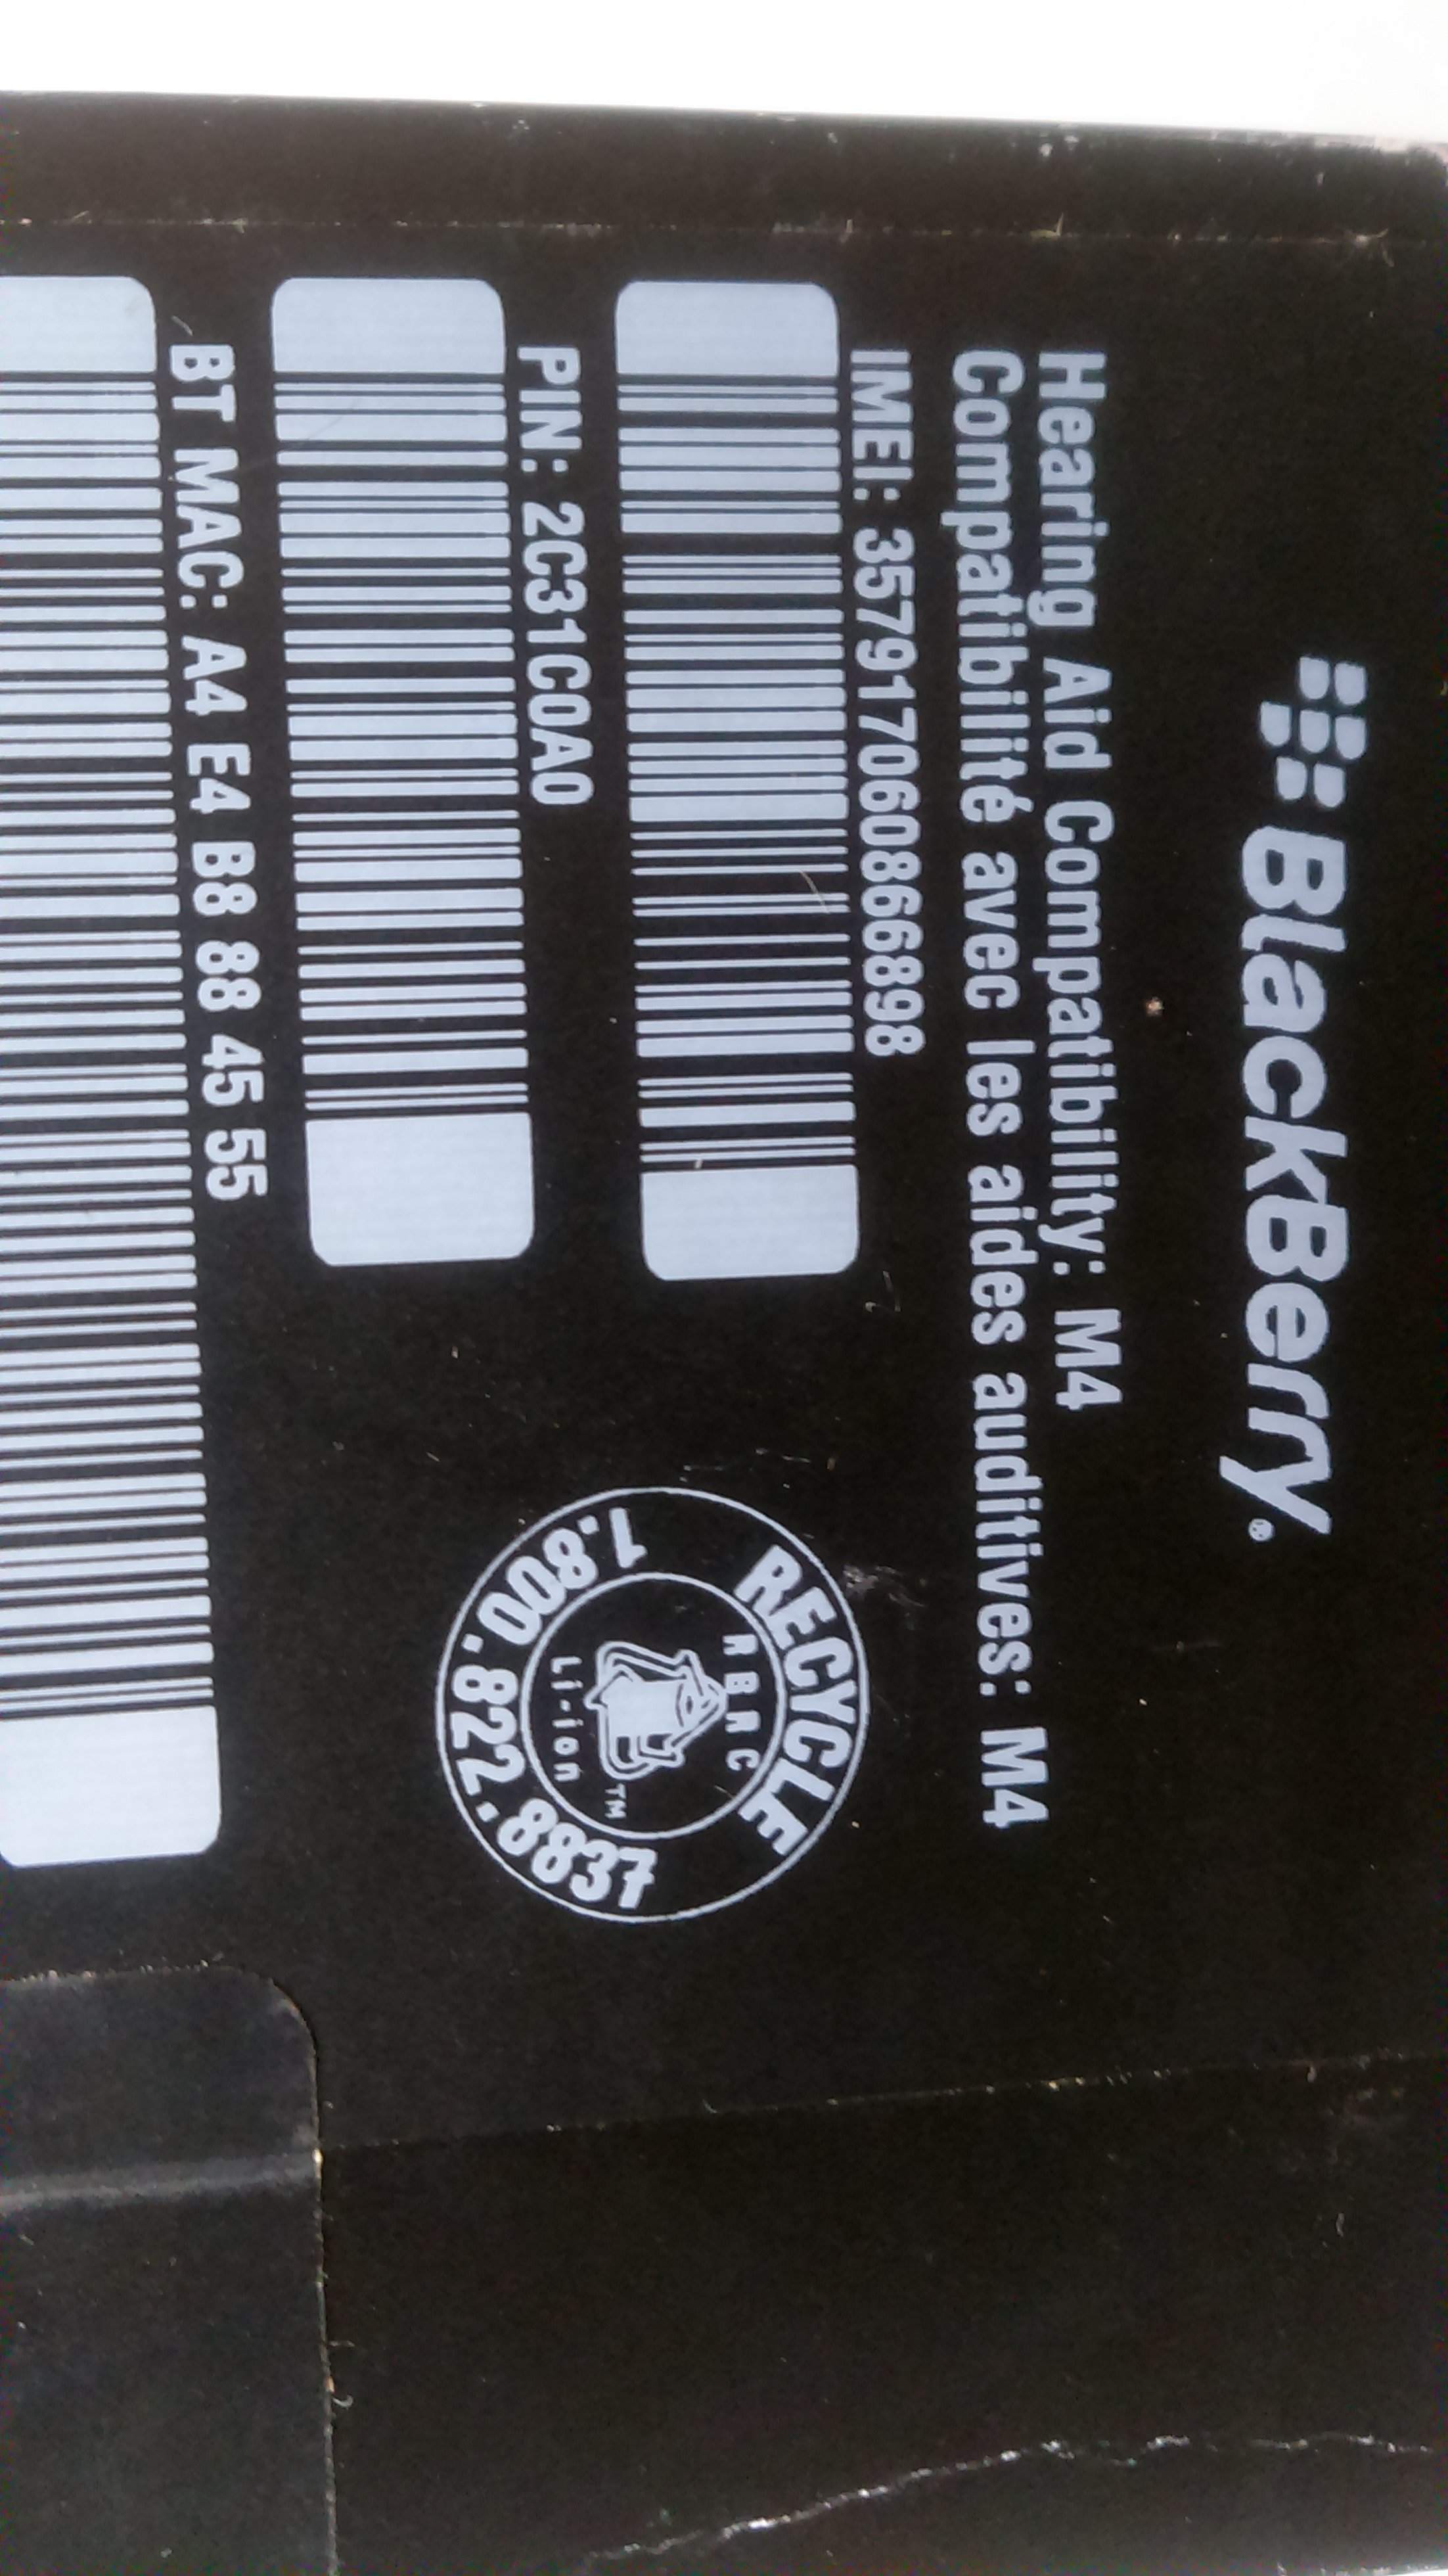 BlackBerry®
Hearing Aid Compatibility: M4
Compatibilité avec les aides auditives: M4
IMEI: 357917060866898
PIN: 2C31C0A0
BT MAC: A4 E4 B8 88 45 55
RECYCLE
RBRC
Li-ion
TM
1.800.822.8837